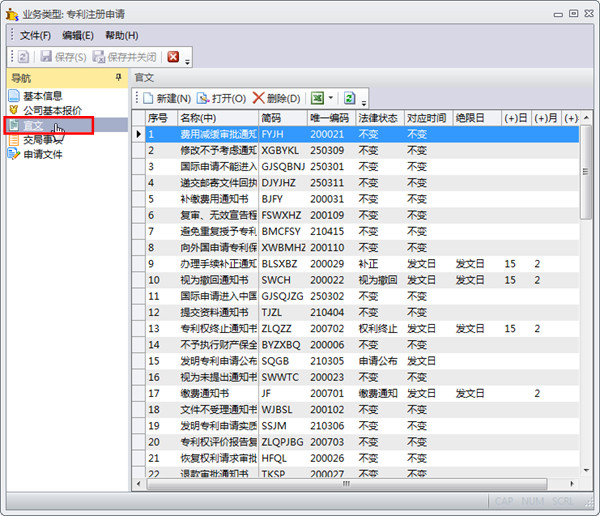 业务类型: 专利注册申请
文件(F) 编辑(E) 帮助(H)
保存(S) 保存并关闭
导航
基本信息
公司基本报价
官文
交局事项
申请文件
官文
新建(N) 打开(O) 删除(D)
序号 名称(中) 简码 唯一编码 法律状态 对应时间 绝限日 (+)日 (+)月 (+)
1 费用减缓审批通知 FYJH 200021 不变 不变
2 修改不予考虑通知 XGBYKL 250309 不变 不变
3 国际申请不能进入 GJSQBNJ 250301 不变 不变
4 递交邮寄文件回执 DJYJHZ 250311 不变 不变
5 补缴费用通知书 BJFY 200031 不变 不变
6 复审、无效宣告程 FSWXHZ 200109 不变 不变
7 避免重复授予专利 BMCFSY 210415 不变 不变
8 向外国申请专利保 XWBMHZ 200110 不变 不变
9 办理手续补正通知 BLSXBZ 200029 补正 发文日 发文日 15 2
10 视为撤回通知书 SWCH 200022 视为撤回 发文日 发文日 15 2
11 国际申请进入中国 GJSQJZG 250302 不变 不变
12 提交资料通知书 TJZL 210404 不变 不变
13 专利权终止通知书 ZLQZZ 200702 权利终止 发文日 发文日 15 2
14 不予执行财产保全 BYZXBQ 200006 不变 不变
15 发明专利申请公布 SQGB 210305 申请公布 发文日
16 视为未提出通知书 SWWTC 200023 不变 不变
17 缴费通知书 JF 200701 缴费通知 发文日 发文日 2
18 文件不受理通知书 WJBSL 200102 不变 不变
19 发明专利申请实质 SSJM 210306 不变 不变
20 专利权评价报告复 ZLQPJBG 200703 不变 不变
21 恢复权利请求审批 HFQL 200026 不变 不变
22 退款审批通知书 TKSP 200027 不变 不变
CAP NUM SCRL